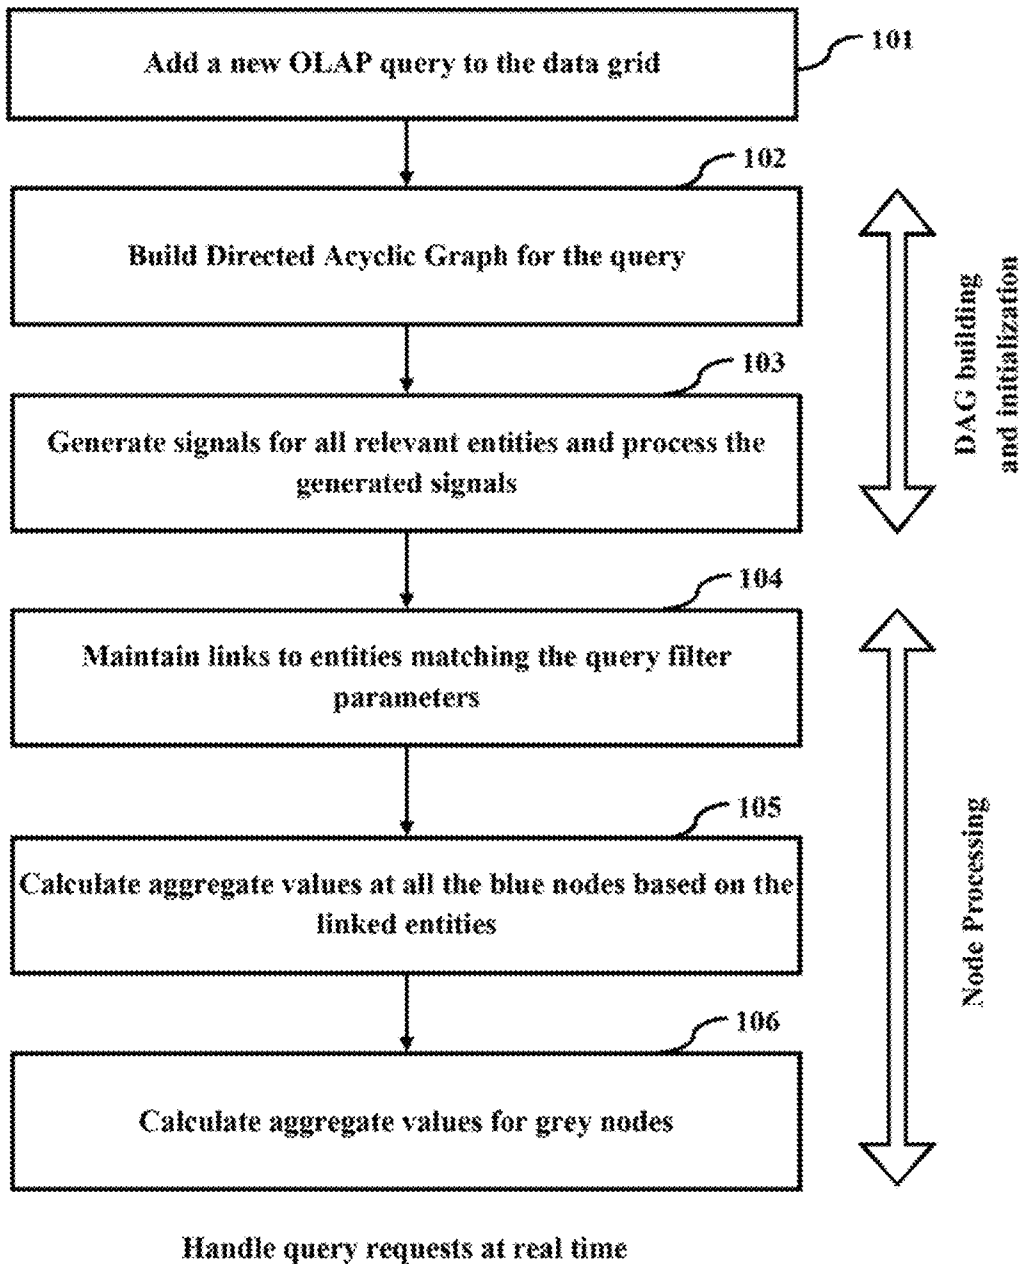 Add a new OLAP query to the data grid
101
102
Build Directed Acyclic Graph for the query
103
Generate signals for all relevant entities and process the
generated signals
DAG building
and initialization
104
Maintain links to entities matching the query filter
parameters
105
Calculate aggregate values at all the blue nodes based on the
linked entities
106
Calculate aggregate values for grey nodes
Node Processing
Handle query requests at real time